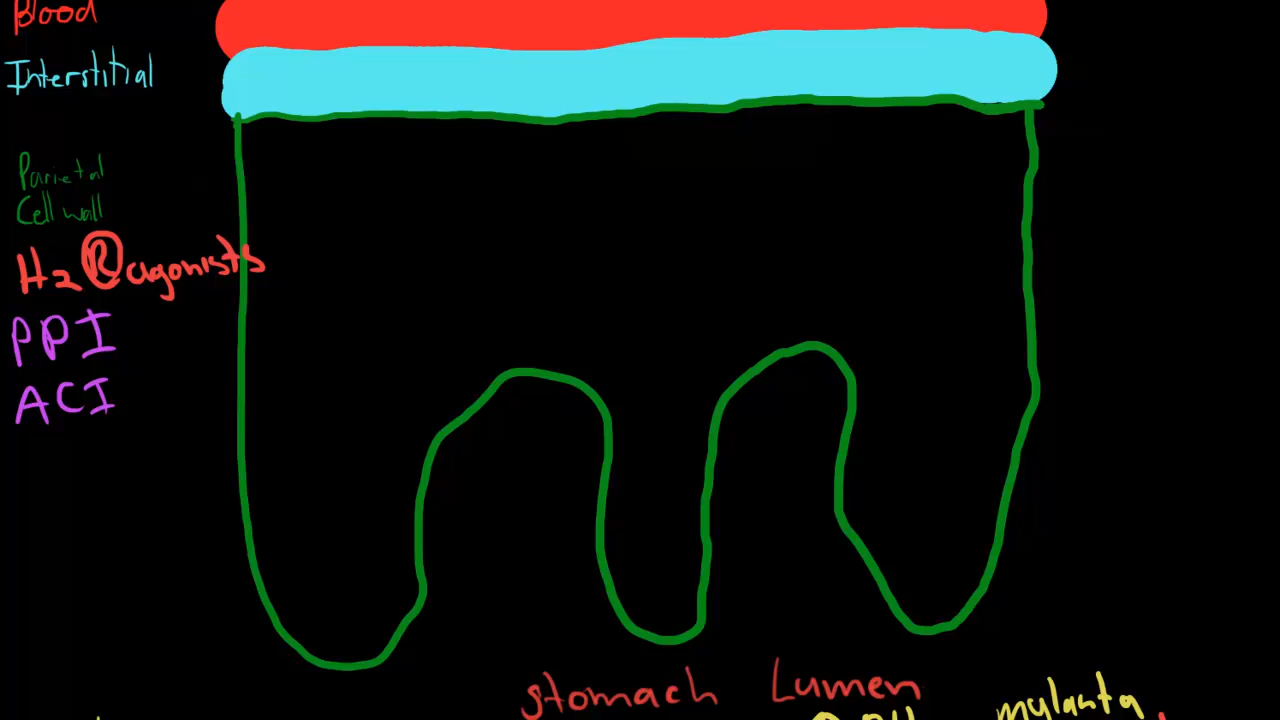 Blood
Interstitial
Parietal
Cell wall
H2 Ⓡ agonists
PPI
ACI
stomach Lumen
mylanta